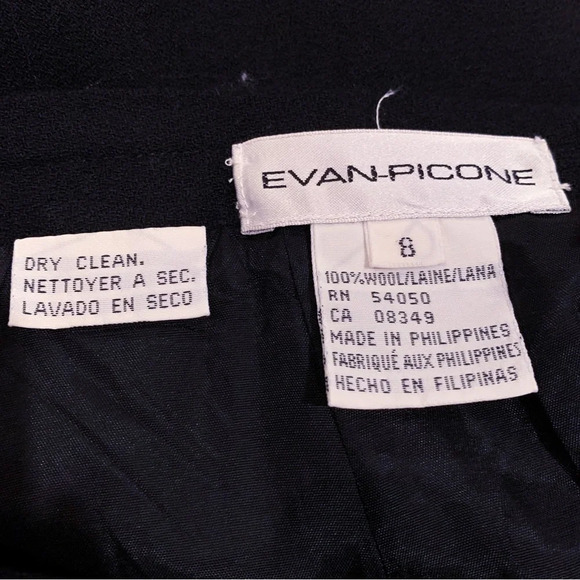 EVAN-PICONE
8
100%WOOL/LAINE/LANA
RN 54050
CA 08349
MADE IN PHILIPPINES
FABRIQUÉ AUX PHILIPPINES
HECHO EN FILIPINAS
DRY CLEAN.
NETTOYER A SEC.
LAVADO EN SECO